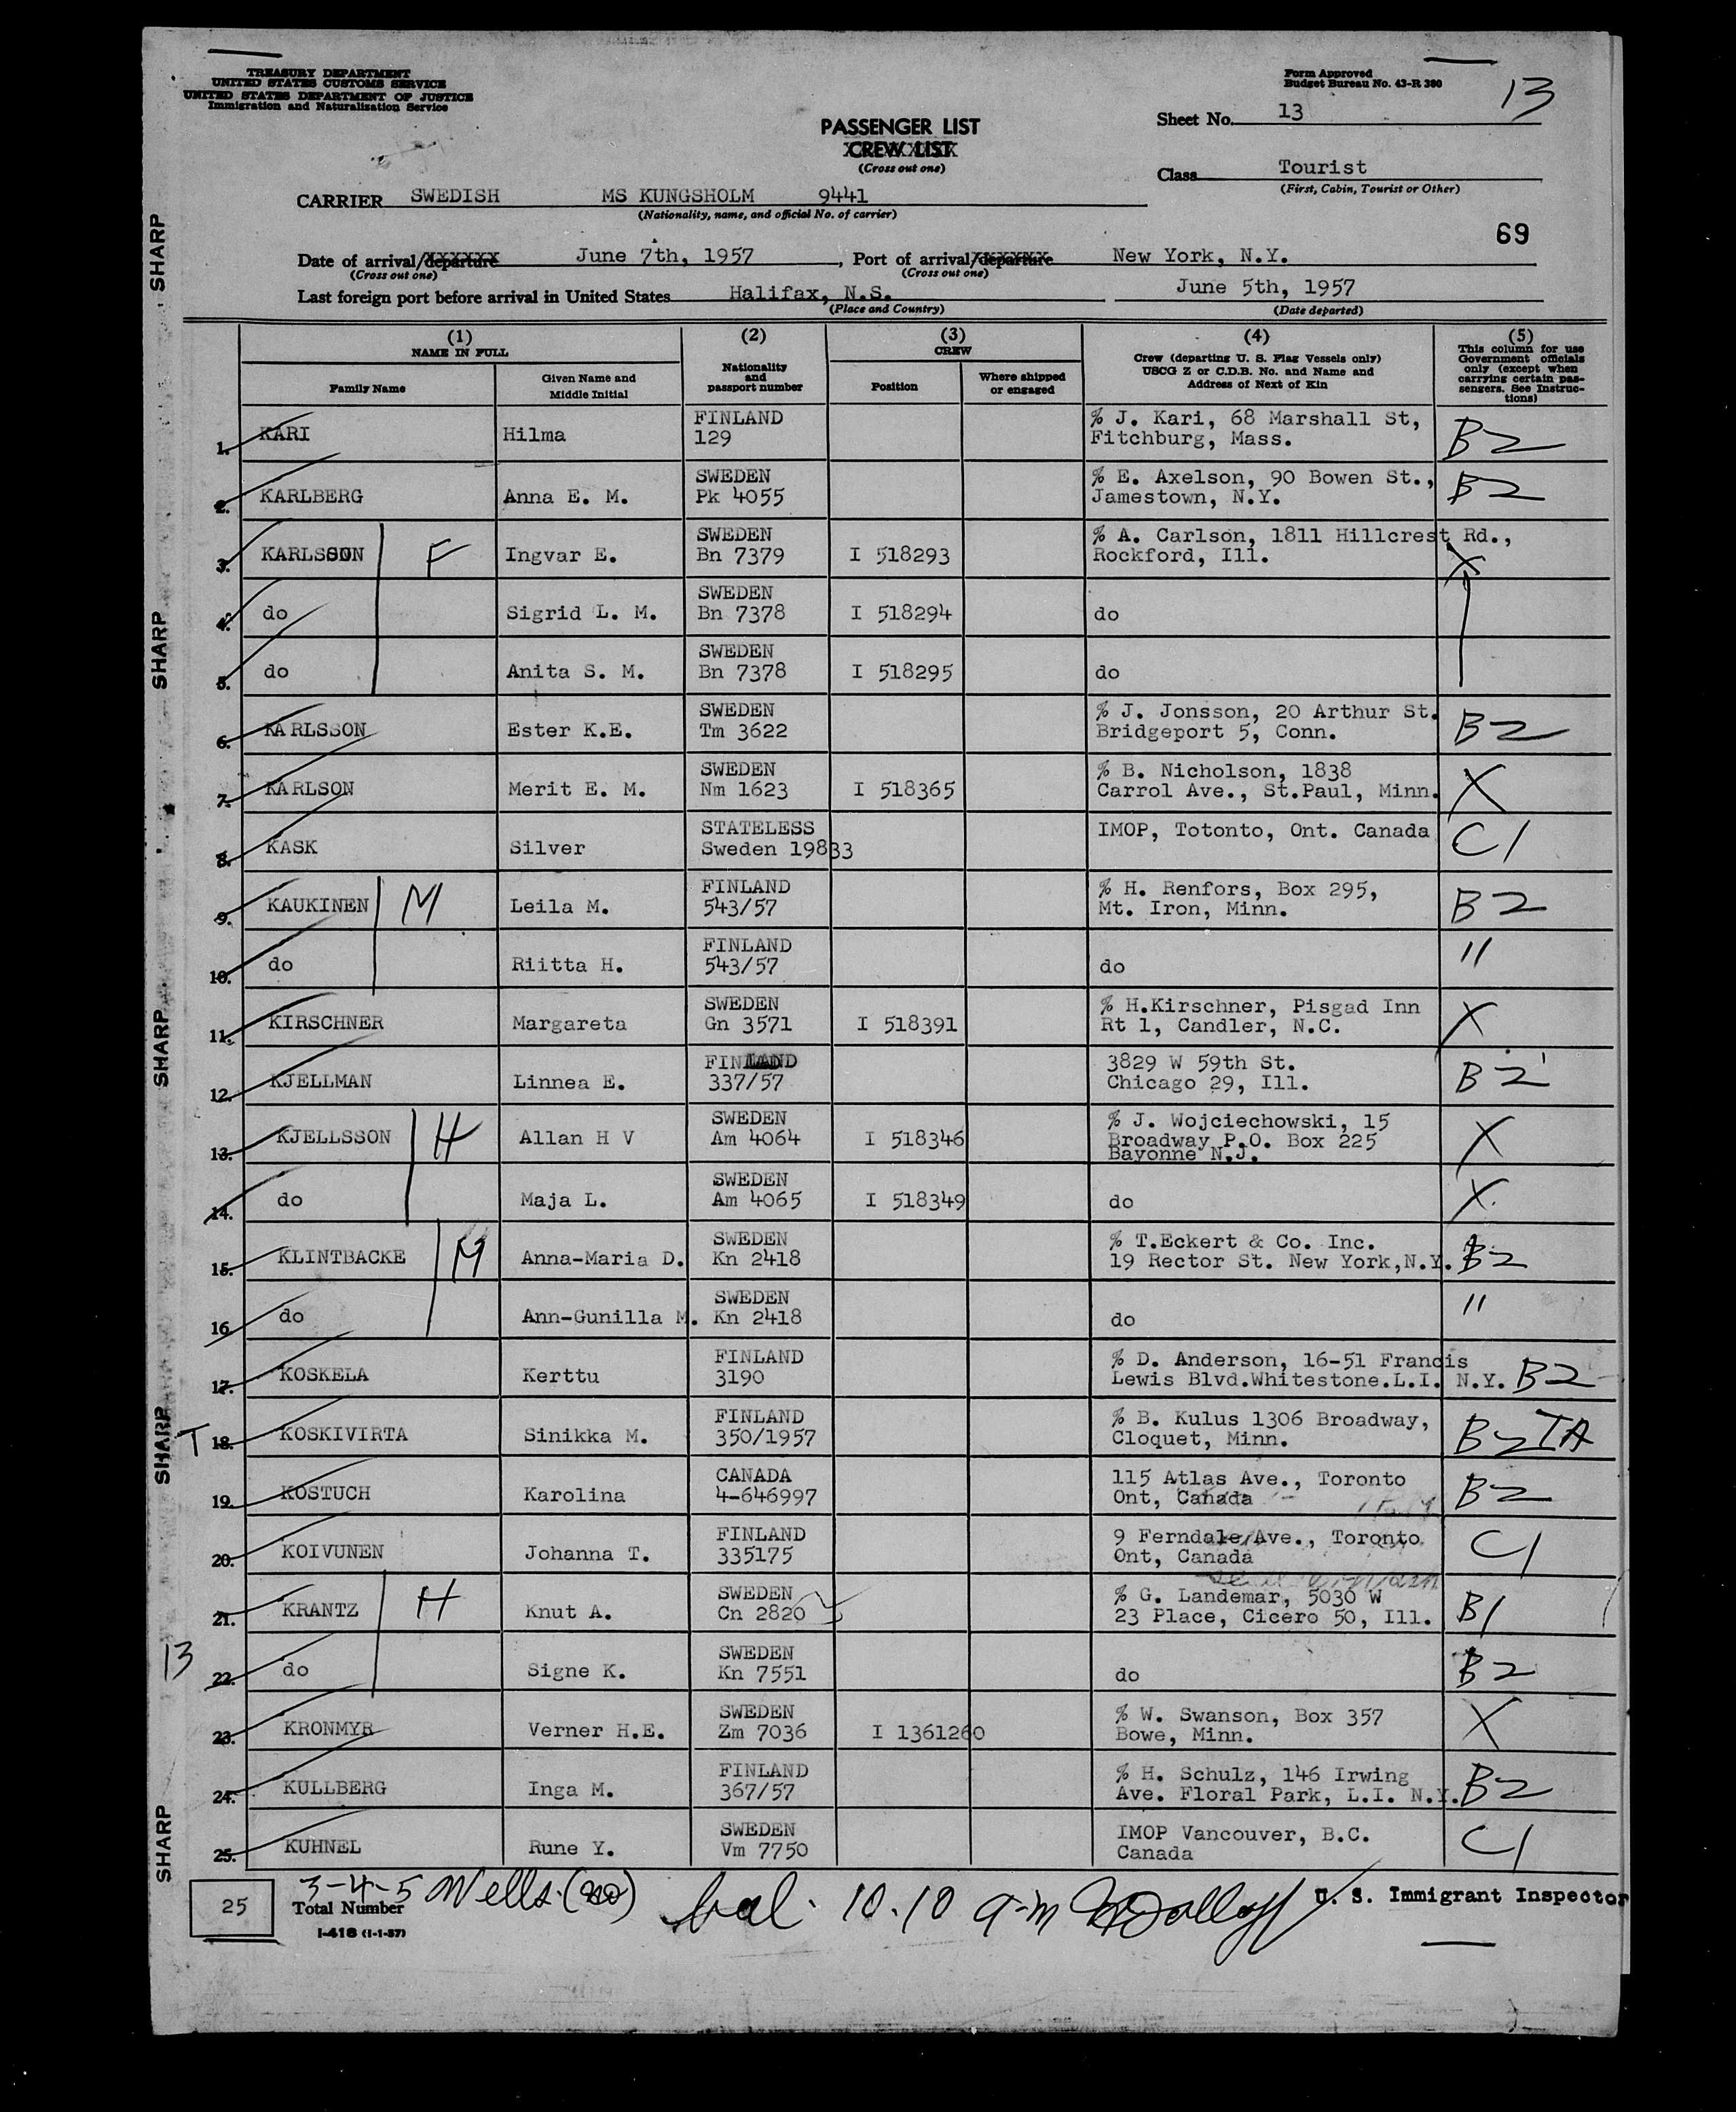 TREASURY DEPARTMENT
UNITED STATES CUSTOMS SERVICE
UNITED STATES DEPARTMENT OF JUSTICE
Immigration and Naturalization Service
Form Approved
Budget Bureau No. 43-R 380
13
PASSENGER LIST
CREW LIST
(Cross out one)
Sheet No. 13
Class Tourist
(First, Cabin, Tourist or Other)
CARRIER SWEDISH MS KUNGSHOLM 9441
(Nationality, name, and official No. of carrier)
69
Date of arrival/departure June 7th, 1957, Port of arrival/departure New York, N.Y.
(Cross out one) (Cross out one)
Last foreign port before arrival in United States Halifax, N.S. June 5th, 1957
(Place and Country) (Date departed)
(1) (2) (3) (4) (5)
NAME IN FULL
Family Name
Given Name and
Middle Initial
Nationality
and
passport number
CREW
Position
Where shipped
or engaged
Crew (departing U. S. Flag Vessels only)
USCG Z or C.D.B. No. and Name and
Address of Next of Kin
This column for use
Government officials
only (except when
carrying certain pas-
sengers. See Instruc-
tions)
FINLAND % J. Kari, 68 Marshall St,
1. KARI Hilma 129 Fitchburg, Mass. B2
SWEDEN % E. Axelson, 90 Bowen St.,
2. KARLBERG Anna E. M. Pk 4055 Jamestown, N.Y. B2
SWEDEN % A. Carlson, 1811 Hillcrest Rd.,
3. KARLSSON F Ingvar E. Bn 7379 I 518293 Rockford, Ill. X
SWEDEN
4. do Sigrid L. M. Bn 7378 I 518294 do
SWEDEN
5. do Anita S. M. Bn 7378 I 518295 do
SWEDEN % J. Jonsson, 20 Arthur St.
6. KARLSSON Ester K.E. Tm 3622 Bridgeport 5, Conn. B2
SWEDEN % B. Nicholson, 1838
7. KARLSON Merit E. M. Nm 1623 I 518365 Carrol Ave., St.Paul, Minn. X
STATELESS IMOP, Totonto, Ont. Canada
8. KASK Silver Sweden 19833 C1
FINLAND % H. Renfors, Box 295,
9. KAUKINEN M Leila M. 543/57 Mt. Iron, Minn. B2
FINLAND
10. do Riitta H. 543/57 do "
SWEDEN % H.Kirschner, Pisgad Inn
11. KIRSCHNER Margareta Gn 3571 I 518391 Rt 1, Candler, N.C. X
FINLAND 3829 W 59th St.
12. KJELLMAN Linnea E. 337/57 Chicago 29, Ill. B2
SWEDEN % J. Wojciechowski, 15
13. KJELLSSON H Allan H V Am 4064 I 518346 Broadway P.O. Box 225 X
Bayonne N.J.
SWEDEN
14. do Maja L. Am 4065 I 518349 do X
SWEDEN % T.Eckert & Co. Inc.
15. KLINTBACKE M Anna-Maria D. Kn 2418 19 Rector St. New York,N.Y. B2
SWEDEN
16. do Ann-Gunilla M. Kn 2418 do "
FINLAND % D. Anderson, 16-51 Francis
17. KOSKELA Kerttu 3190 Lewis Blvd.Whitestone.L.I. N.Y. B2
FINLAND % B. Kulus 1306 Broadway,
T 18. KOSKIVIRTA Sinikka M. 350/1957 Cloquet, Minn. B2 IA
CANADA 115 Atlas Ave., Toronto
19. KOSTUCH Karolina 4-646997 Ont, Canada B2
FINLAND 9 Ferndale Ave., Toronto
20. KOIVUNEN Johanna T. 335175 Ont, Canada C1
SWEDEN % G. Landemar, 5030 W
21. KRANTZ H Knut A. Cn 2820 23 Place, Cicero 50, Ill. B1
SWEDEN
13 22. do Signe K. Kn 7551 do B2
SWEDEN % W. Swanson, Box 357
23. KRONMYR Verner H.E. Zm 7036 I 1361260 Bowe, Minn. X
FINLAND % H. Schulz, 146 Irwing
24. KULLBERG Inga M. 367/57 Ave. Floral Park, L.I. N.Y. B2
SWEDEN IMOP Vancouver, B.C.
25. KUHNEL Rune Y. Vm 7750 Canada C1
25
3-4-5 Wells
bal. 10.10 a-m
U. S. Immigrant Inspector
Total Number
I-418 (1-1-57)
SHARP
SHARP
SHARP
SHARP
SHARP